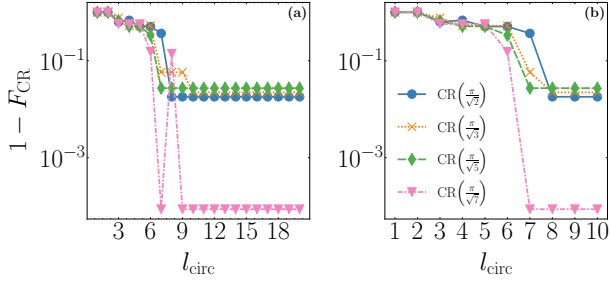 (a)
(b)
10⁻¹
10⁻³
1 − F_CR
3 6 9 12 15 18
l_circ
10⁻¹
10⁻³
CR(π/√2)
CR(π/√3)
CR(π/√5)
CR(π/√7)
1 2 3 4 5 6 7 8 9 10
l_circ